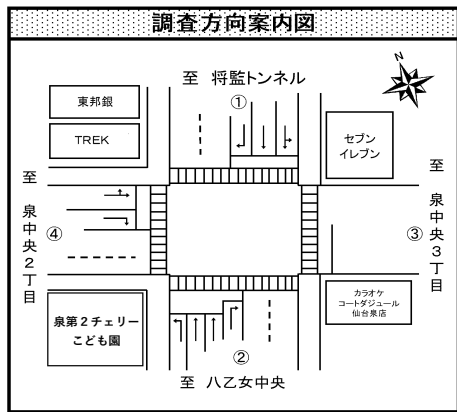 調査方向案内図
至 将監トンネル
N
①
東邦銀
TREK
セブン
イレブン
至 泉中央2丁目
④
③
至 泉中央3丁目
カラオケ
コートダジュール
仙台泉店
泉第2チェリー
こども園
②
至 八乙女中央